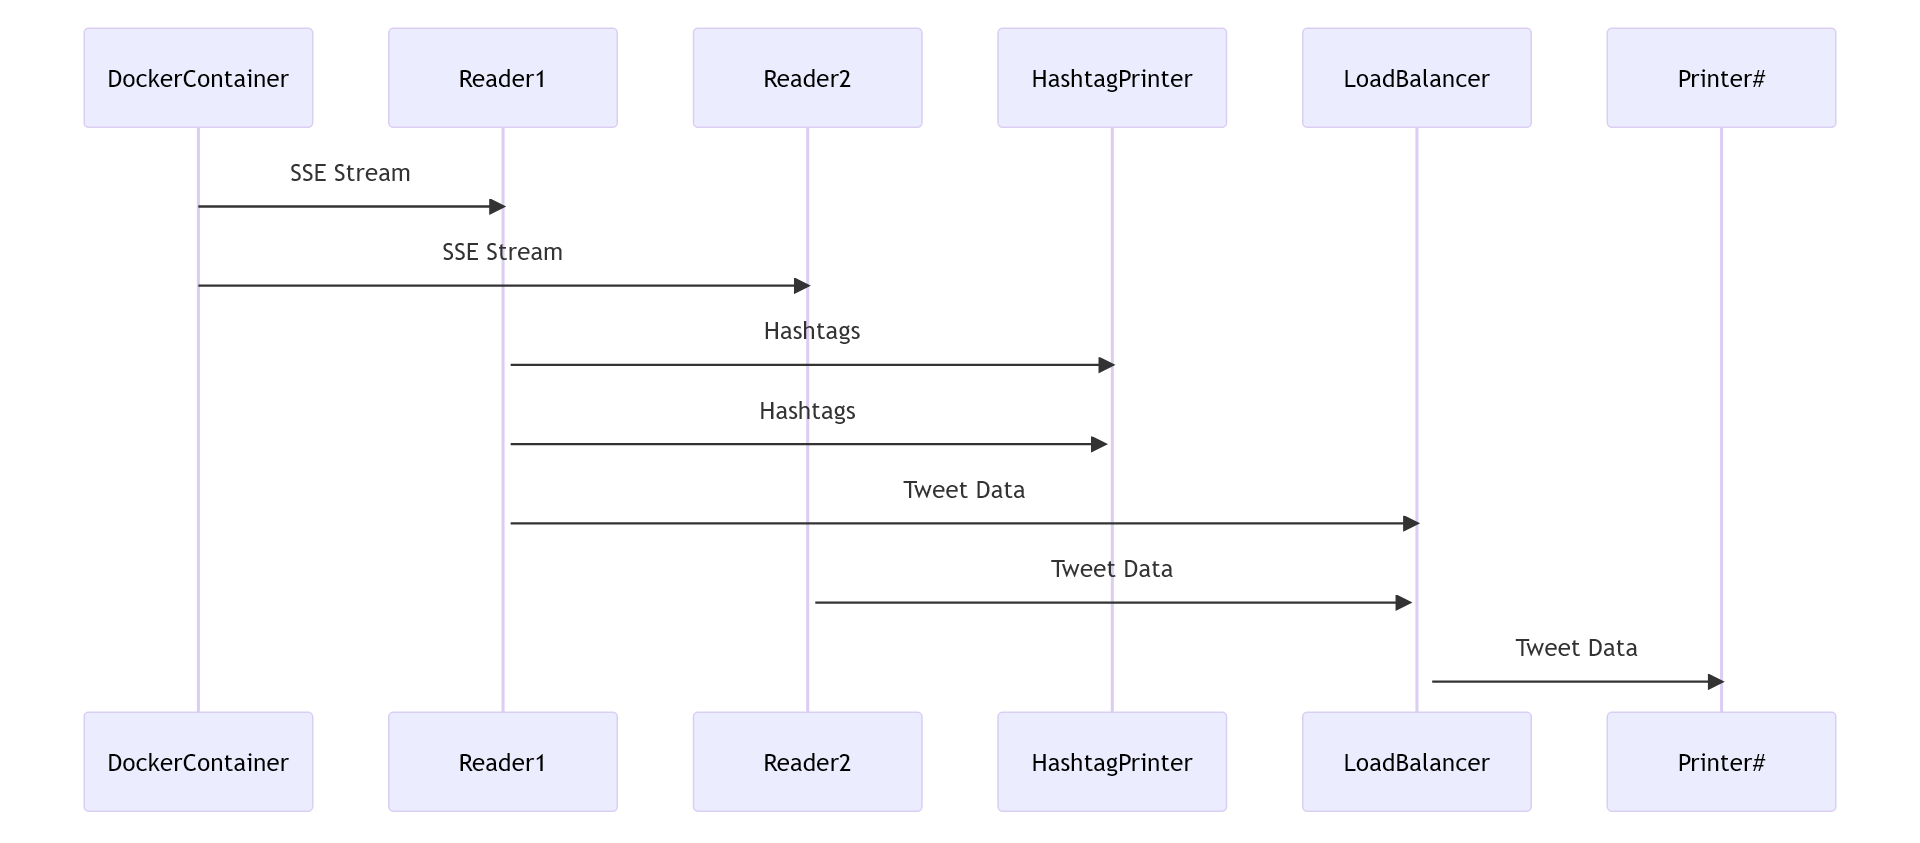 DockerContainer
Reader1
Reader2
HashtagPrinter
LoadBalancer
Printer#
SSE Stream
SSE Stream
Hashtags
Hashtags
Tweet Data
Tweet Data
Tweet Data
DockerContainer
Reader1
Reader2
HashtagPrinter
LoadBalancer
Printer#